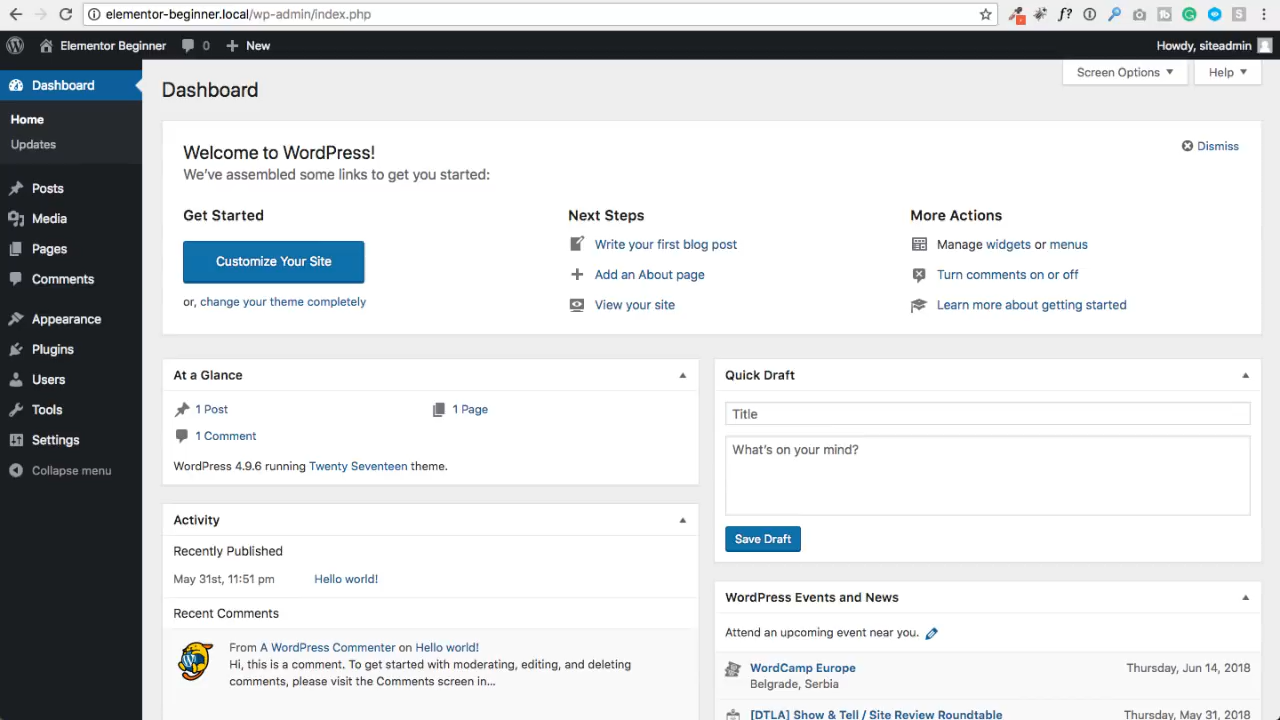 elementor-beginner.local/wp-admin/index.php
Elementor Beginner 0 New
Howdy, siteadmin
Dashboard
Home
Updates
Posts
Media
Pages
Comments
Appearance
Plugins
Users
Tools
Settings
Collapse menu
Screen Options Help
Dashboard
Welcome to WordPress!
Dismiss
We've assembled some links to get you started:
Get Started
Customize Your Site
or, change your theme completely
Next Steps
Write your first blog post
Add an About page
View your site
More Actions
Manage widgets or menus
Turn comments on or off
Learn more about getting started
At a Glance
1 Post 1 Page
1 Comment
WordPress 4.9.6 running Twenty Seventeen theme.
Activity
Recently Published
May 31st, 11:51 pm Hello world!
Recent Comments
From A WordPress Commenter on Hello world!
Hi, this is a comment. To get started with moderating, editing, and deleting
comments, please visit the Comments screen in...
Quick Draft
Title
What's on your mind?
Save Draft
WordPress Events and News
Attend an upcoming event near you.
WordCamp Europe Thursday, Jun 14, 2018
Belgrade, Serbia
[DTLA] Show & Tell / Site Review Roundtable Thursday, May 31, 2018